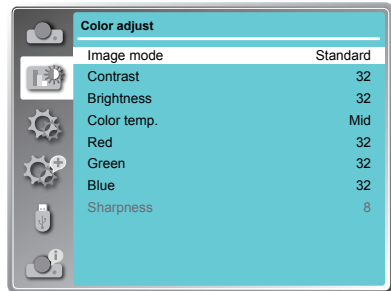 Color adjust
Image mode Standard
Contrast 32
Brightness 32
Color temp. Mid
Red 32
Green 32
Blue 32
Sharpness 8